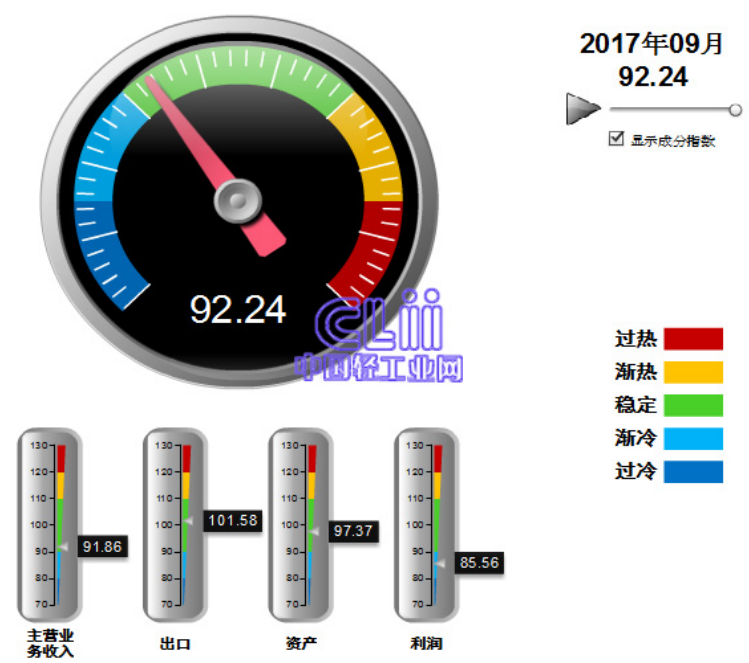 2017年09月
92.24
显示成分指数
92.24
CLii
中国轻工业网
过热
渐热
稳定
渐冷
过冷
130
120
110
100
90
80
70
91.86
主营业
务收入
130
120
110
100
90
80
70
101.58
出口
130
120
110
100
90
80
70
97.37
资产
130
120
110
100
90
80
70
85.56
利润